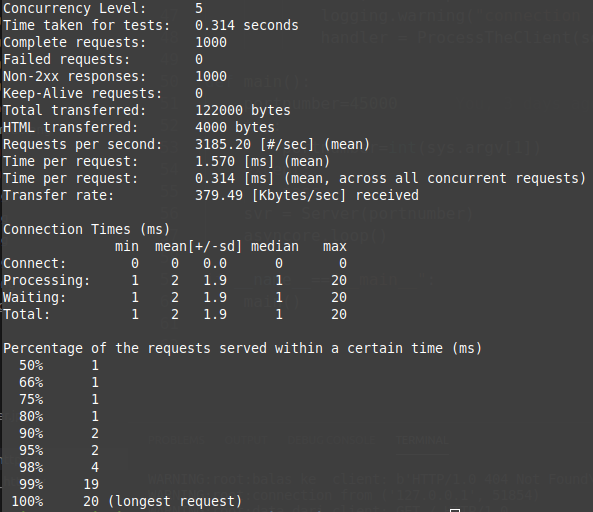 Concurrency Level:      5
Time taken for tests:   0.314 seconds
Complete requests:      1000
Failed requests:        0
Non-2xx responses:      1000
Keep-Alive requests:    0
Total transferred:      122000 bytes
HTML transferred:       4000 bytes
Requests per second:    3185.20 [#/sec] (mean)
Time per request:       1.570 [ms] (mean)
Time per request:       0.314 [ms] (mean, across all concurrent requests)
Transfer rate:          379.49 [Kbytes/sec] received

Connection Times (ms)
              min  mean[+/-sd] median   max
Connect:        0    0   0.0      0       0
Processing:     1    2   1.9      1      20
Waiting:        1    2   1.9      1      20
Total:          1    2   1.9      1      20

Percentage of the requests served within a certain time (ms)
  50%      1
  66%      1
  75%      1
  80%      1
  90%      2
  95%      2
  98%      4
  99%     19
 100%     20 (longest request)